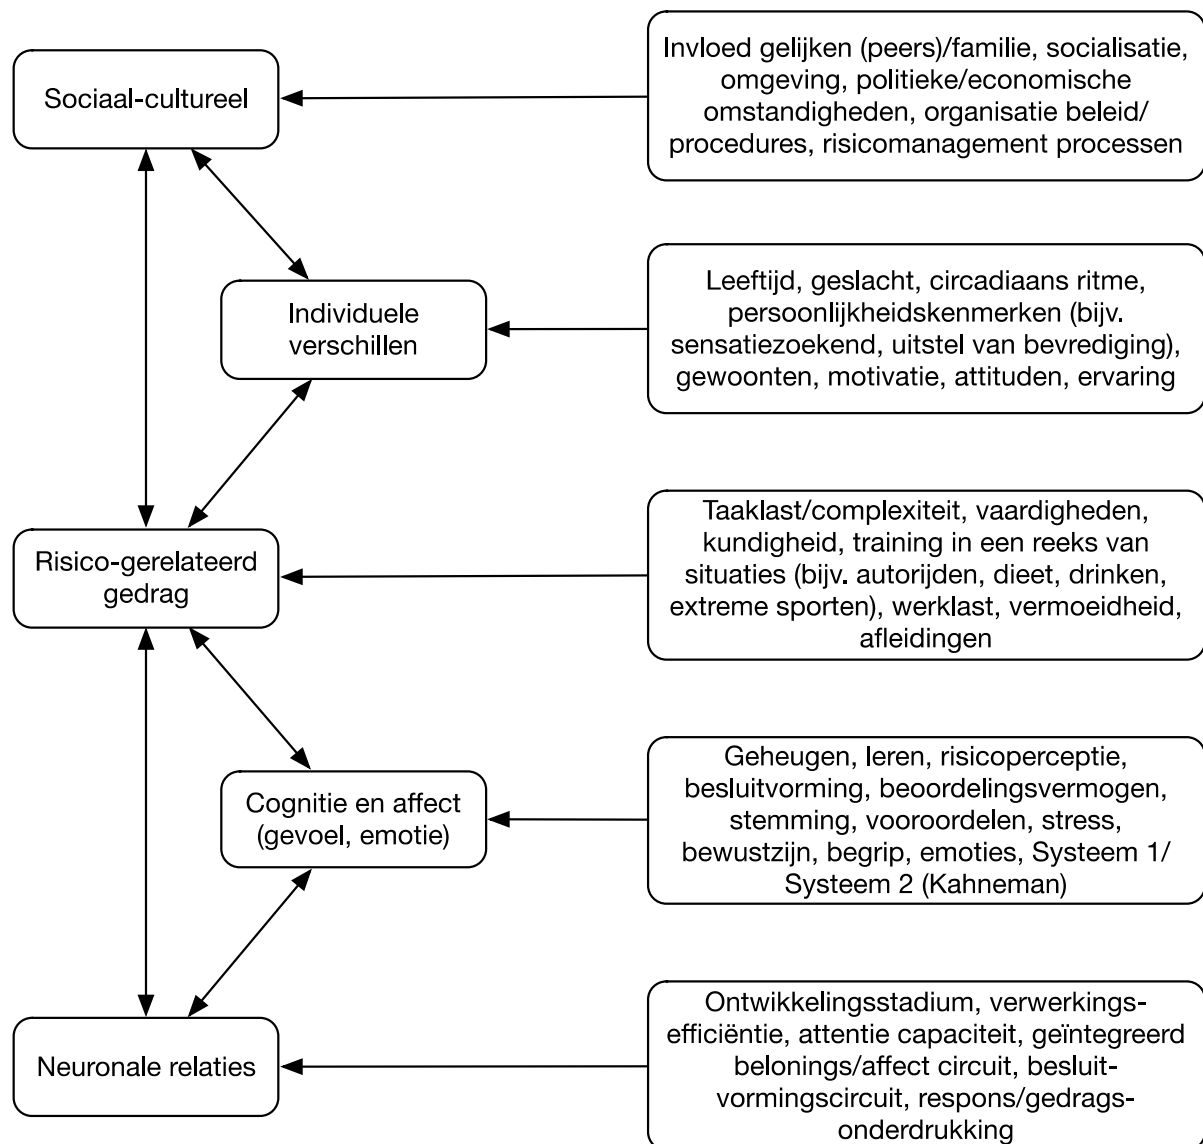 Sociaal-cultureel
Invloed gelijken (peers)/familie, socialisatie,
omgeving, politieke/economische
omstandigheden, organisatie beleid/
procedures, risicomanagement processen
Individuele
verschillen
Leeftijd, geslacht, circadiaans ritme,
persoonlijkheidskenmerken (bijv.
sensatiezoekend, uitstel van bevrediging),
gewoonten, motivatie, attituden, ervaring
Risico-gerelateerd
gedrag
Taaklast/complexiteit, vaardigheden,
kundigheid, training in een reeks van
situaties (bijv. autorijden, dieet, drinken,
extreme sporten), werklast, vermoeidheid,
afleidingen
Cognitie en affect
(gevoel, emotie)
Geheugen, leren, risicoperceptie,
besluitvorming, beoordelingsvermogen,
stemming, vooroordelen, stress,
bewustzijn, begrip, emoties, Systeem 1/
Systeem 2 (Kahneman)
Neuronale relaties
Ontwikkelingsstadium, verwerkings-
efficiëntie, attentie capaciteit, geïntegreerd
belonings/affect circuit, besluit-
vormingscircuit, respons/gedrags-
onderdrukking